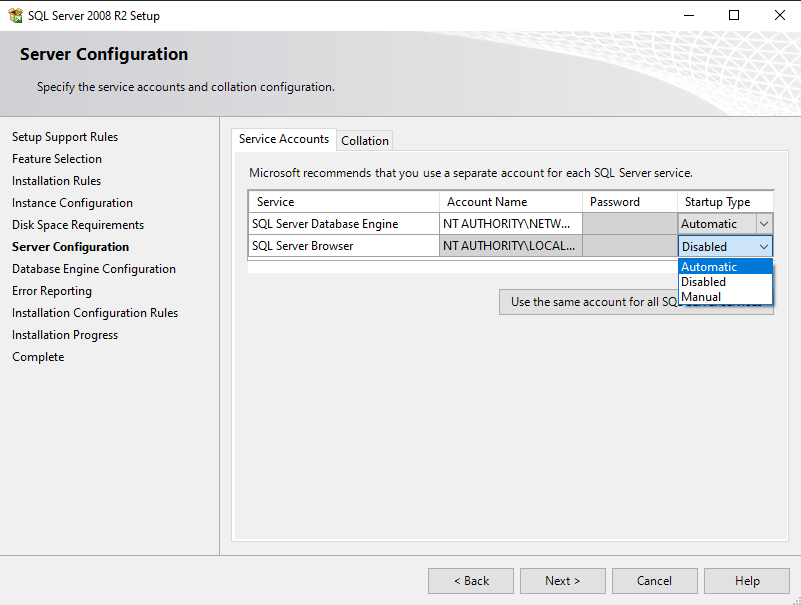 SQL Server 2008 R2 Setup
Server Configuration
Specify the service accounts and collation configuration.
Setup Support Rules
Feature Selection
Installation Rules
Instance Configuration
Disk Space Requirements
Server Configuration
Database Engine Configuration
Error Reporting
Installation Configuration Rules
Installation Progress
Complete
Service Accounts Collation
Microsoft recommends that you use a separate account for each SQL Server service.
Service Account Name Password Startup Type
SQL Server Database Engine NT AUTHORITY\NETW... Automatic
SQL Server Browser NT AUTHORITY\LOCAL... Disabled
Automatic
Disabled
Manual
Use the same account for all
< Back Next > Cancel Help